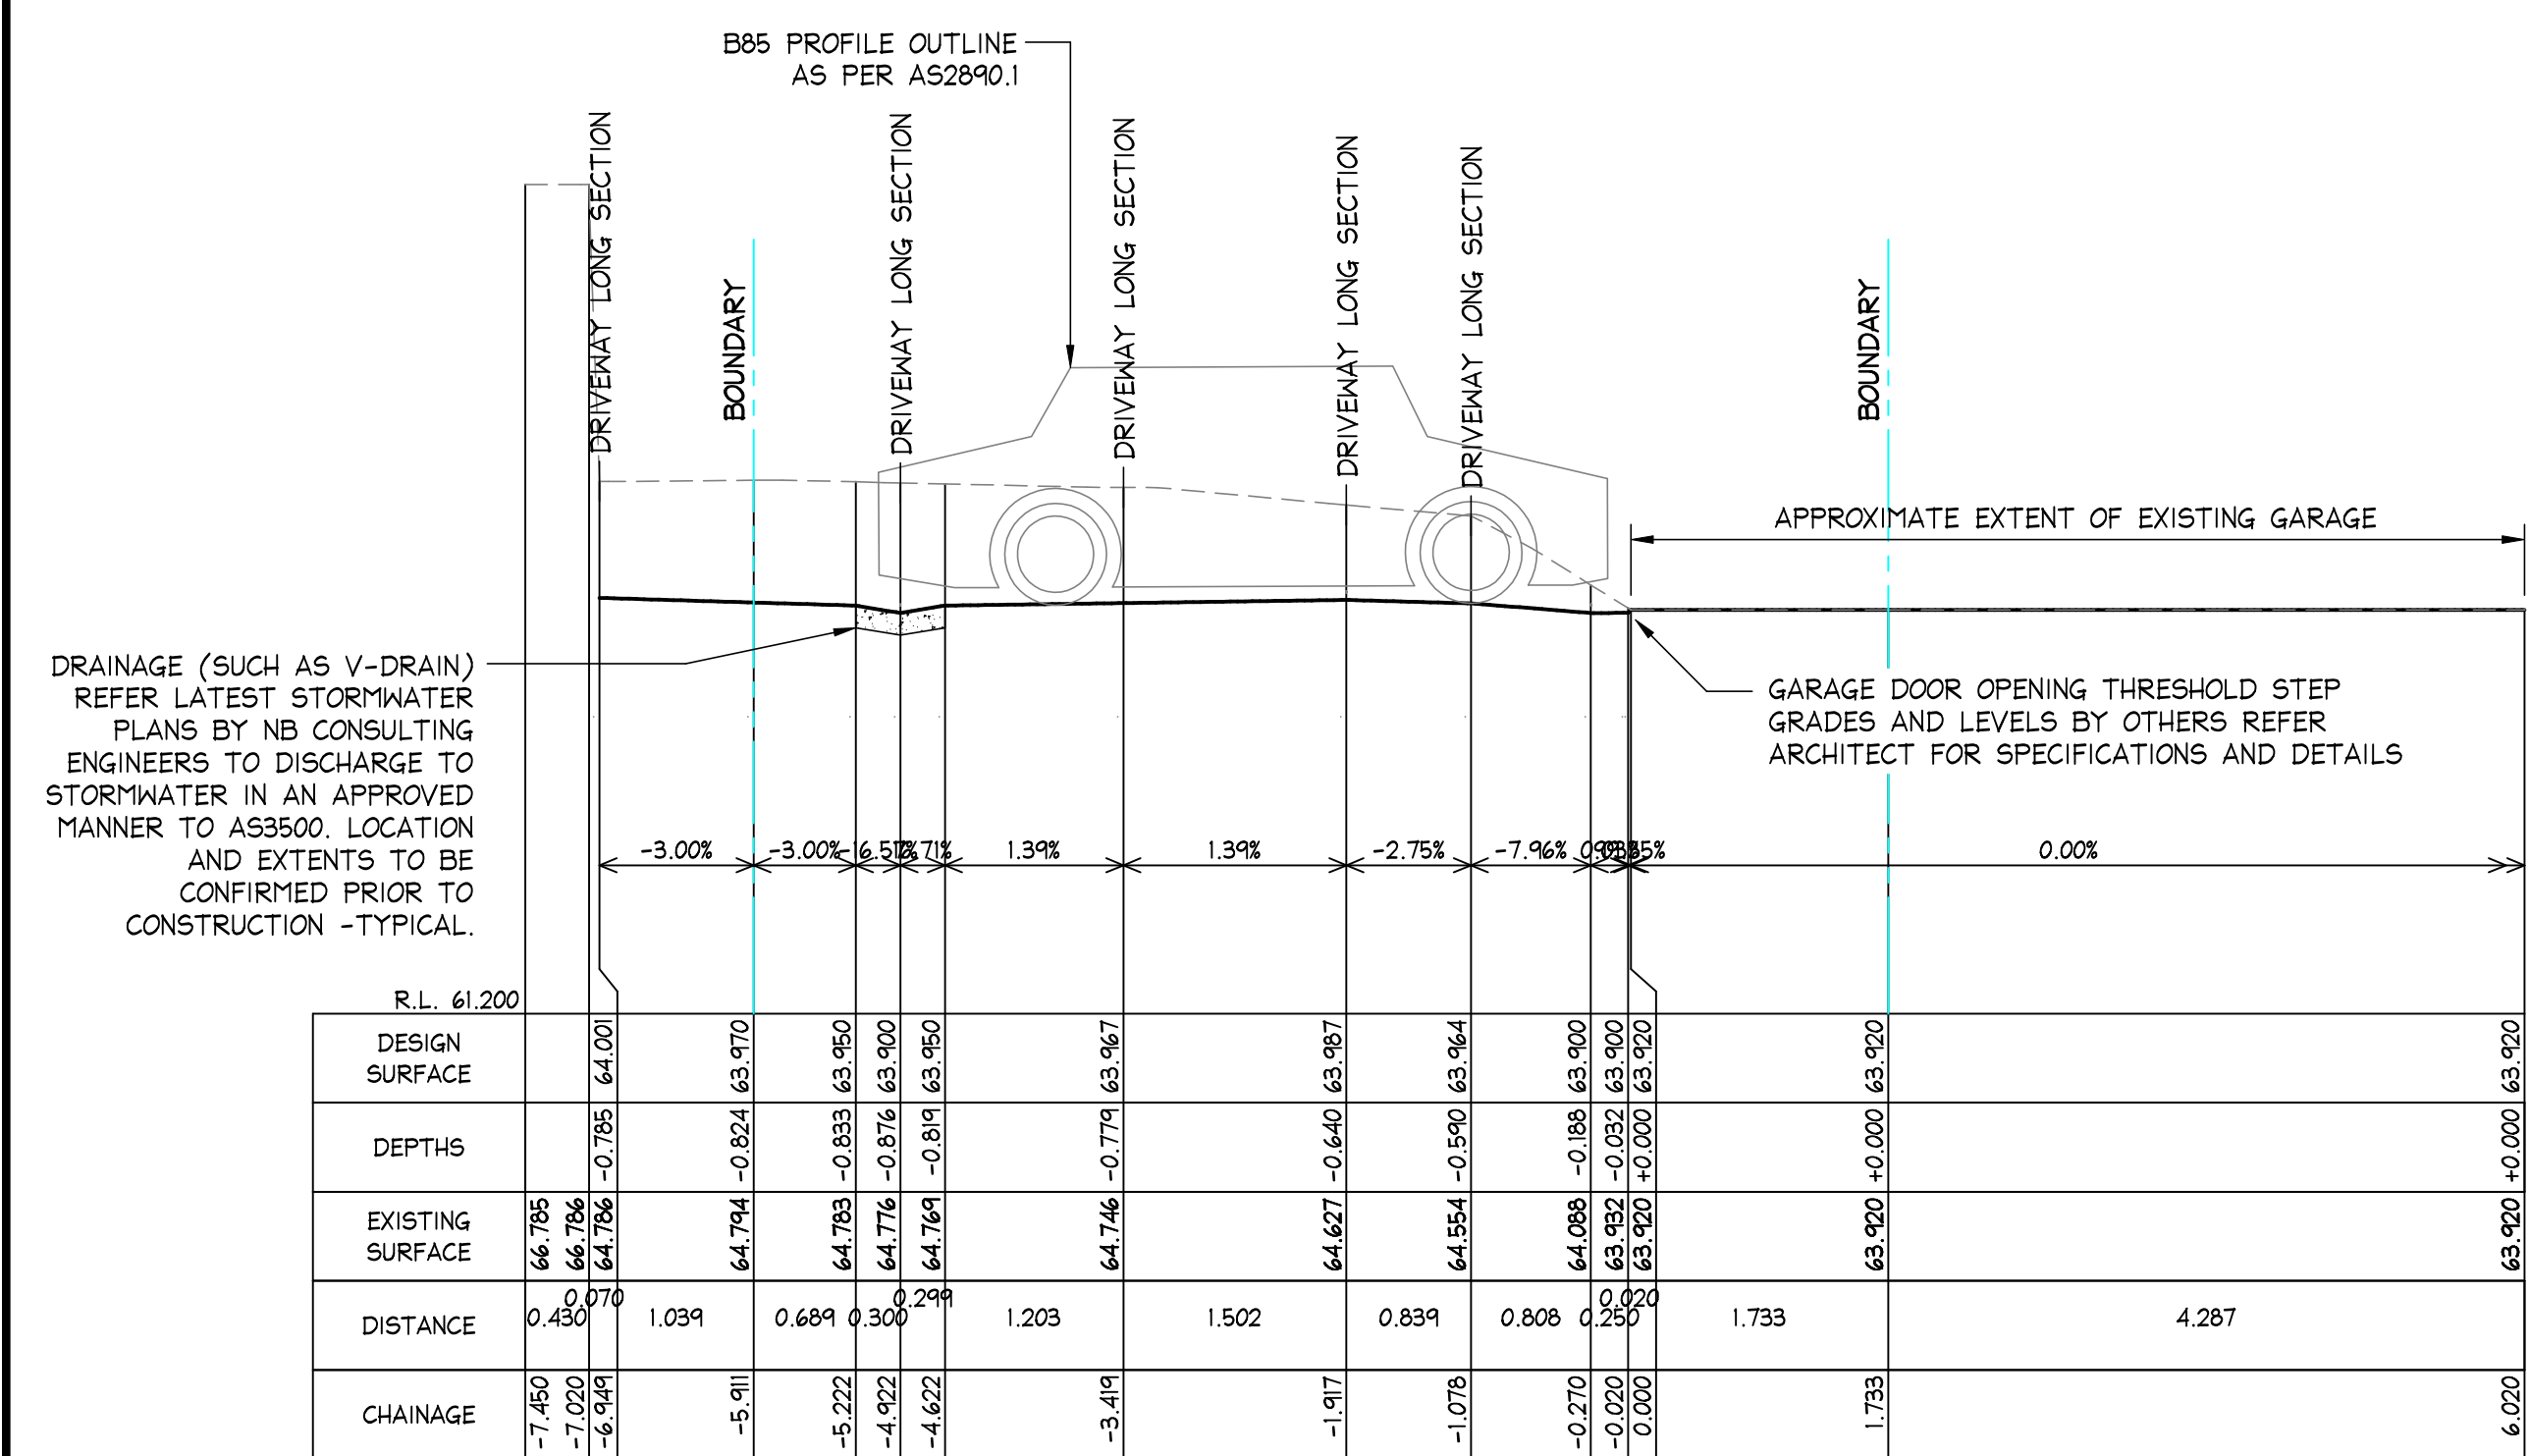 B85 PROFILE OUTLINE
AS PER AS2890.1
DRIVEWAY LONG SECTION
BOUNDARY
DRIVEWAY LONG SECTION
DRIVEWAY LONG SECTION
DRIVEWAY LONG SECTION
DRIVEWAY LONG SECTION
BOUNDARY
APPROXIMATE EXTENT OF EXISTING GARAGE
DRAINAGE (SUCH AS V-DRAIN)
REFER LATEST STORMWATER
PLANS BY NB CONSULTING
ENGINEERS TO DISCHARGE TO
STORMWATER IN AN APPROVED
MANNER TO AS3500. LOCATION
AND EXTENTS TO BE
CONFIRMED PRIOR TO
CONSTRUCTION -TYPICAL.
GARAGE DOOR OPENING THRESHOLD STEP
GRADES AND LEVELS BY OTHERS REFER
ARCHITECT FOR SPECIFICATIONS AND DETAILS
-3.00% -3.00% 1.39% 1.39% -2.75% -7.96% 0.00%
R.L. 61.200
DESIGN
SURFACE
64.001 63.970 63.950 63.900 63.950 63.967 63.987 63.964 63.900 63.900 63.920 63.920 63.920
DEPTHS
-0.785 -0.824 -0.833 -0.876 -0.819 -0.779 -0.640 -0.590 -0.188 -0.032 +0.000 +0.000 +0.000
EXISTING
SURFACE
66.785 66.786 64.786 64.794 64.783 64.776 64.769 64.746 64.627 64.554 64.088 63.932 63.920 63.920 63.920
DISTANCE
0.430 0.070 1.039 0.689 0.300 0.299 1.203 1.502 0.839 0.808 0.250 0.020 1.733 4.287
CHAINAGE
-7.450 -7.020 -6.949 -5.911 -5.222 -4.922 -4.622 -3.419 -1.917 -1.078 -0.270 -0.020 0.000 1.733 6.020